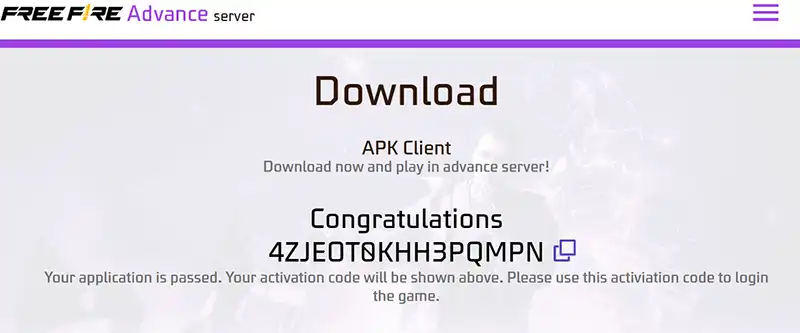 FREE FIRE Advance server
Download
APK Client
Download now and play in advance server!
Congratulations
4ZJEOT0KHH3PQMPN
Your application is passed. Your activation code will be shown above. Please use this activiation code to login
the game.